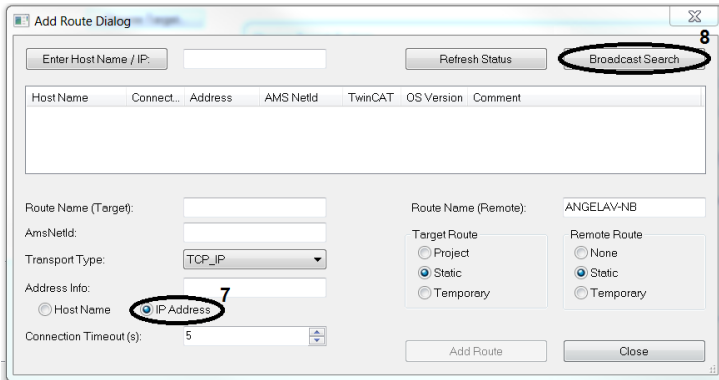 Add Route Dialog
8
Enter Host Name / IP: Refresh Status Broadcast Search
Host Name Connect... Address AMS NetId TwinCAT OS Version Comment
Route Name (Target): Route Name (Remote): ANGELAV-NB
AmsNetId: Target Route Remote Route
Transport Type: TCP_IP Project None
Static Static
Address Info: 7 Temporary Temporary
Host Name IP Address
Connection Timeout (s): 5
Add Route Close